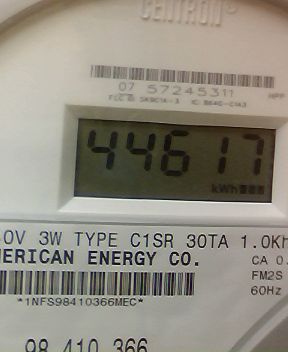 CENTRON®
07 57245311
44617
kWh
0V 3W TYPE C1SR 30TA 1.0Kh
MERICAN ENERGY CO.
CA 0.
FM2S
*1NFS98410366MEC*
60Hz
98 410 366